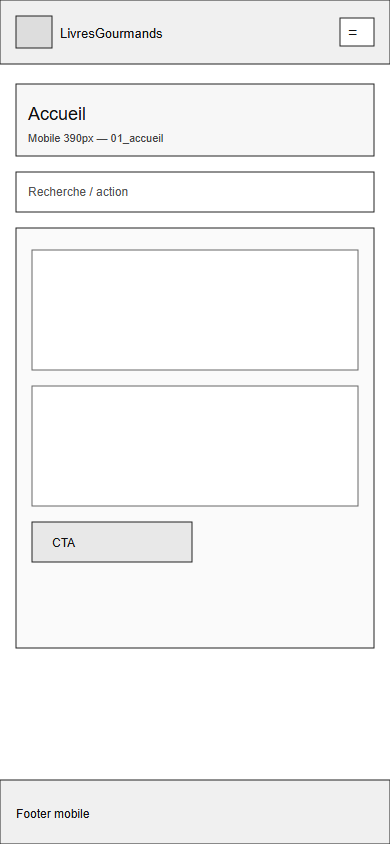 LivresGourmands
=
Accueil
Mobile 390px — 01_accueil
Recherche / action
CTA
Footer mobile